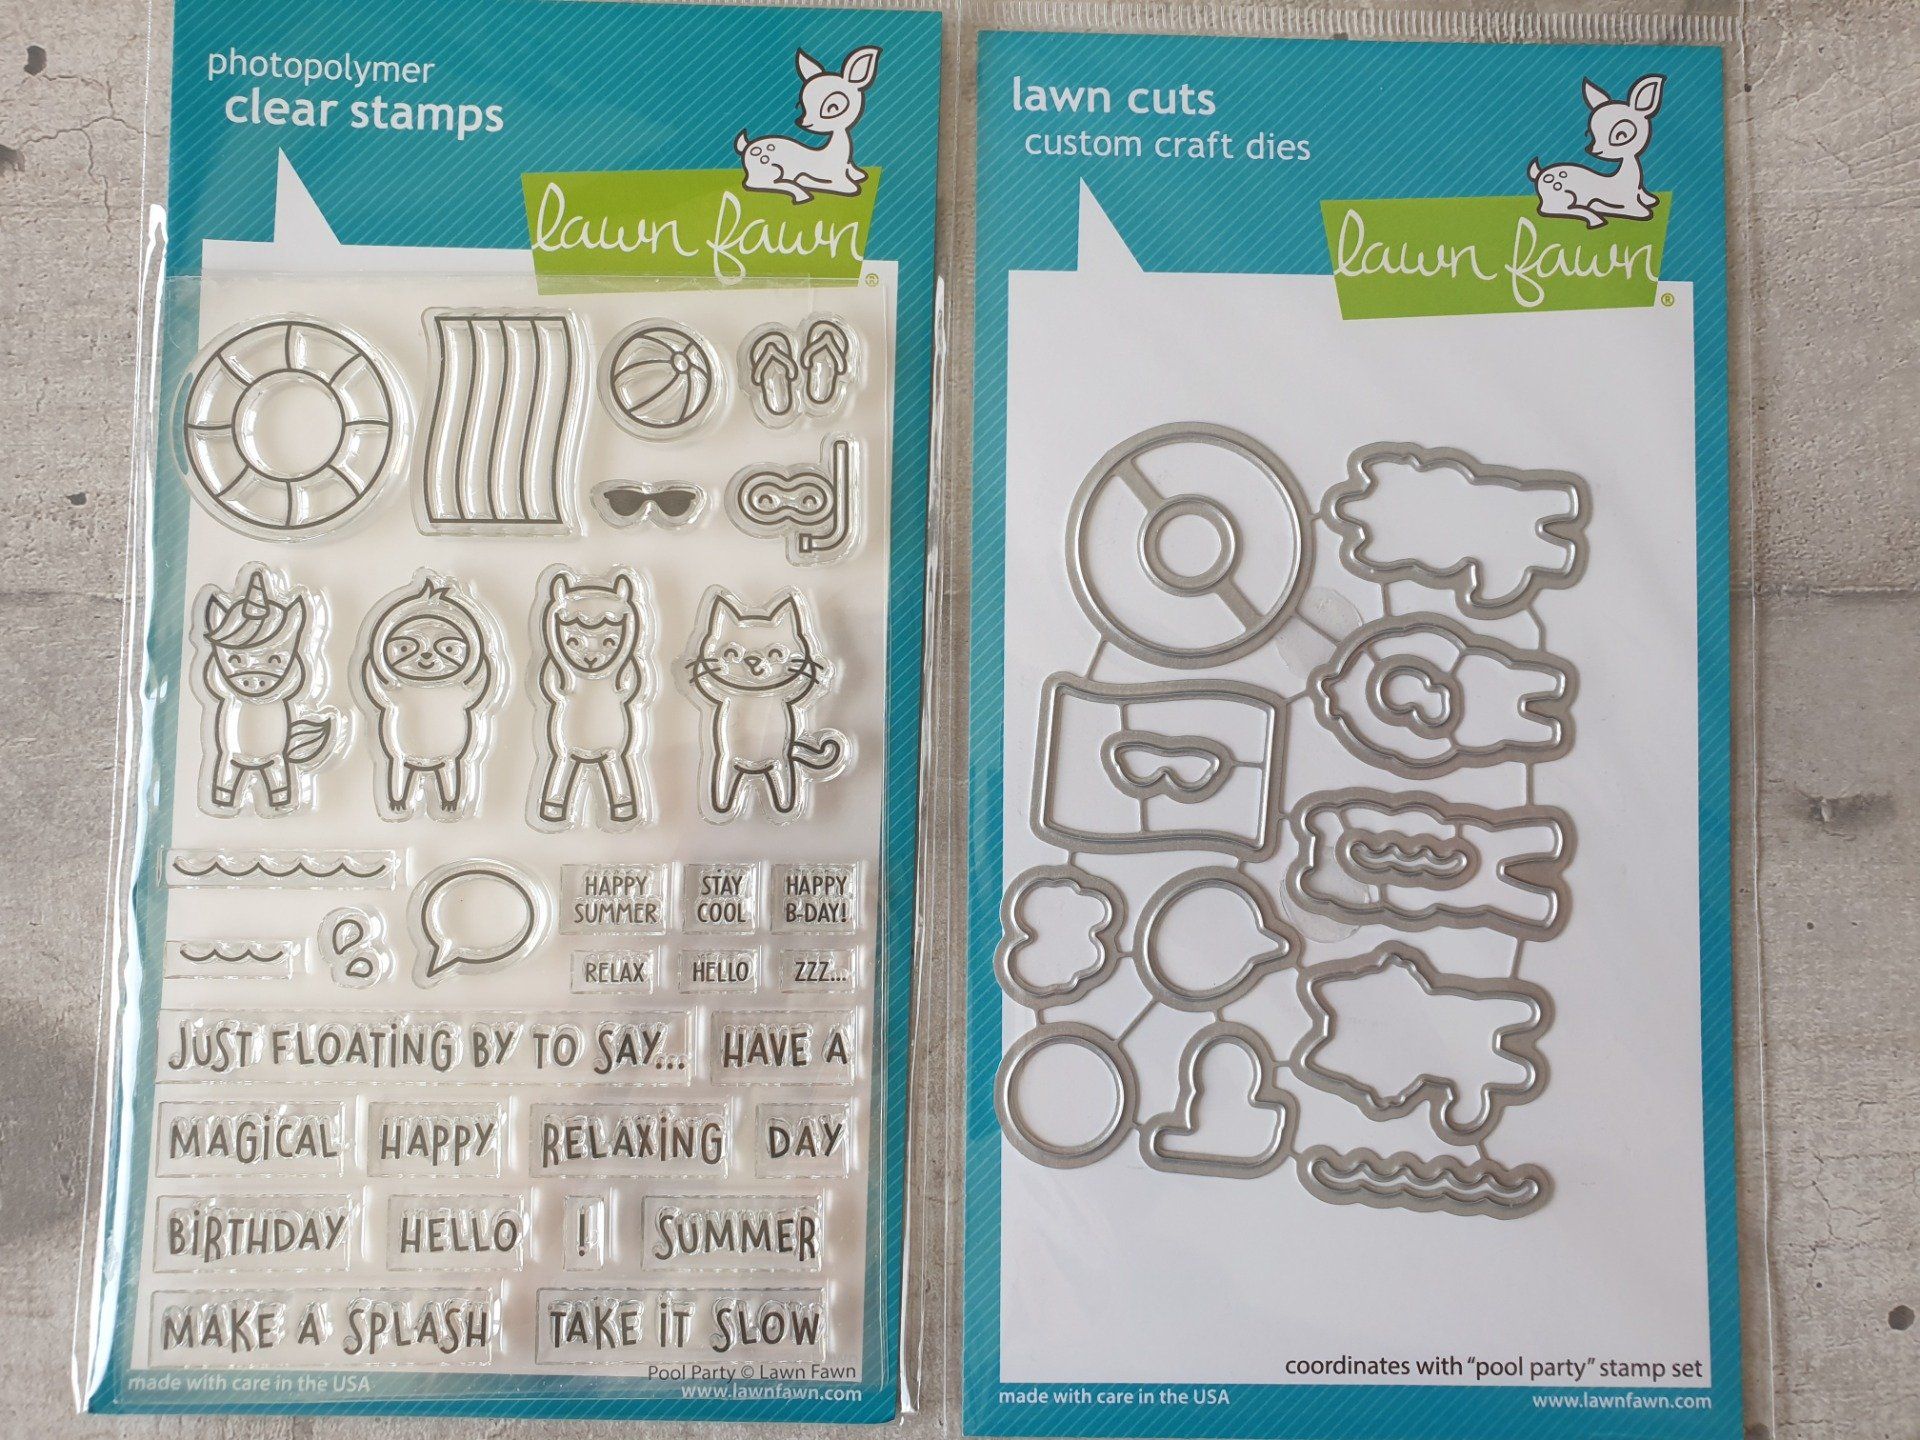 photopolymer
clear stamps
lawn fawn®
HAPPY
SUMMER
STAY
COOL
HAPPY
B-DAY!
RELAX
HELLO
ZZZ...
JUST FLOATING BY TO SAY...
HAVE A
MAGICAL
HAPPY
RELAXING
DAY
BIRTHDAY
HELLO
!
SUMMER
MAKE A SPLASH
TAKE IT SLOW
Pool Party © Lawn Fawn
made with care in the USA
www.lawnfawn.com
lawn cuts
custom craft dies
lawn fawn®
coordinates with "pool party" stamp set
made with care in the USA
www.lawnfawn.com